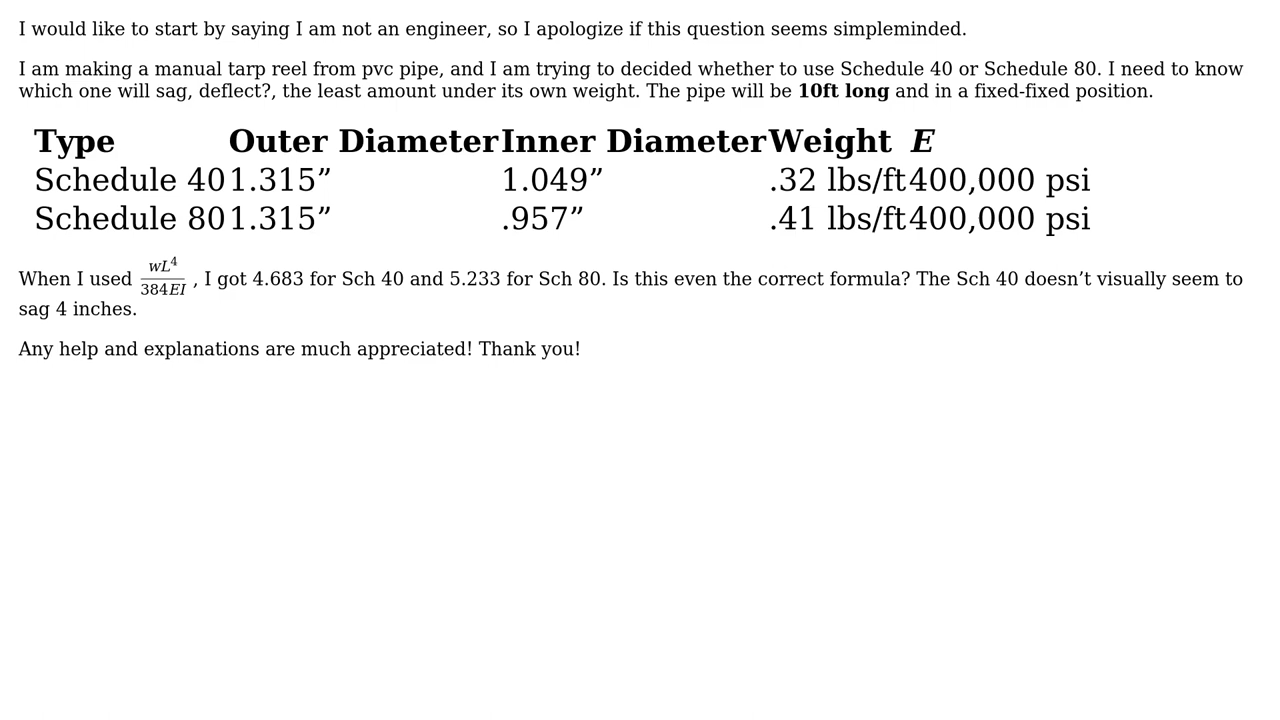 I would like to start by saying I am not an engineer, so I apologize if this question seems simpleminded.
I am making a manual tarp reel from pvc pipe, and I am trying to decided whether to use Schedule 40 or Schedule 80. I need to know
which one will sag, deflect?, the least amount under its own weight. The pipe will be 10ft long and in a fixed-fixed position.
Type Outer Diameter Inner Diameter Weight E
Schedule 40 1.315” 1.049” .32 lbs/ft 400,000 psi
Schedule 80 1.315” .957” .41 lbs/ft 400,000 psi
When I used $\frac{wL^4}{384EI}$ , I got 4.683 for Sch 40 and 5.233 for Sch 80. Is this even the correct formula? The Sch 40 doesn’t visually seem to
sag 4 inches.
Any help and explanations are much appreciated! Thank you!